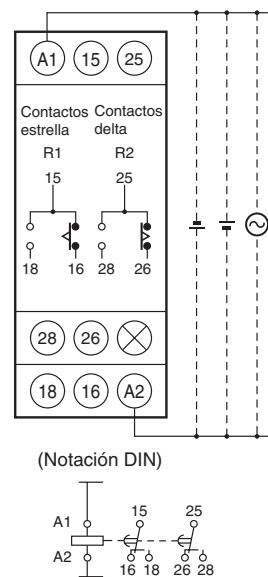 A1 15 25
Contactos Contactos
estrella delta
R1 R2
15 25
18 16 28 26
28 26
18 16 A2
(Notación DIN)
15 25
A1
A2
16 18 26 28